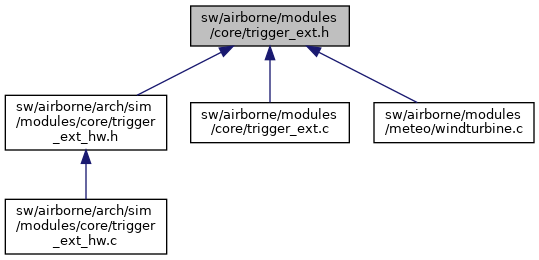 sw/airborne/modules
/core/trigger_ext.h
sw/airborne/arch/sim
/modules/core/trigger
_ext_hw.h
sw/airborne/modules
/core/trigger_ext.c
sw/airborne/modules
/meteo/windturbine.c
sw/airborne/arch/sim
/modules/core/trigger
_ext_hw.c